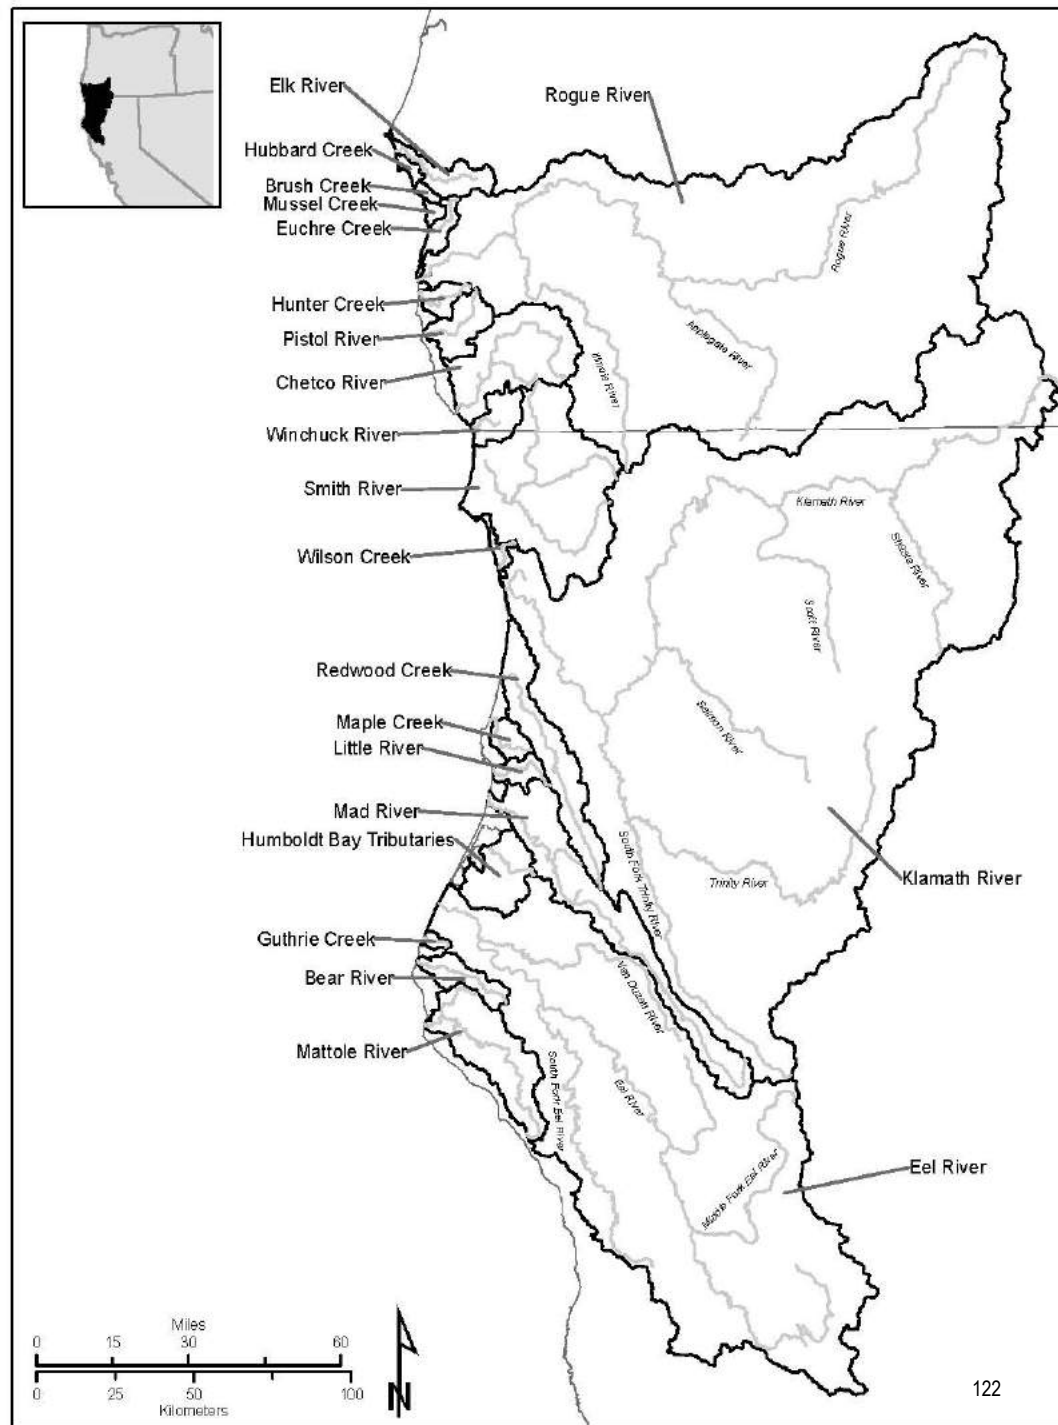 Elk River
Rogue River
Hubbard Creek
Brush Creek
Mussel Creek
Euchre Creek
Rogue River
Hunter Creek
Pistol River
Applegate River
Illinois River
Chetco River
Winchuck River
Smith River
Klamath River
Shasta River
Wilson Creek
Scott River
Redwood Creek
Salmon River
Maple Creek
Little River
Mad River
Humboldt Bay Tributaries
South Fork Trinity River
Trinity River
Klamath River
Guthrie Creek
Bear River
Van Duzen River
Mattole River
South Fork Eel River
Eel River
Middle Fork Eel River
Eel River
Miles
0 15 30 60
0 25 50 100
Kilometers
N
122